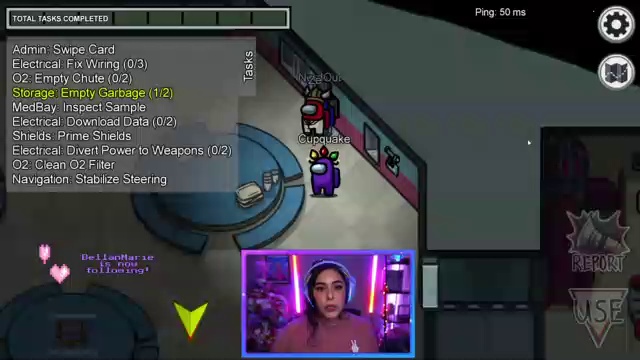 TOTAL TASKS COMPLETED
Ping: 50 ms
Admin: Swipe Card
Electrical: Fix Wiring (0/3)
O2: Empty Chute (0/2)
Storage: Empty Garbage (1/2)
MedBay: Inspect Sample
Electrical: Download Data (0/2)
Shields: Prime Shields
Electrical: Divert Power to Weapons (0/2)
O2: Clean O2 Filter
Navigation: Stabilize Steering
Tasks
Cupquake
BellanMarie
is now
following!
REPORT
USE